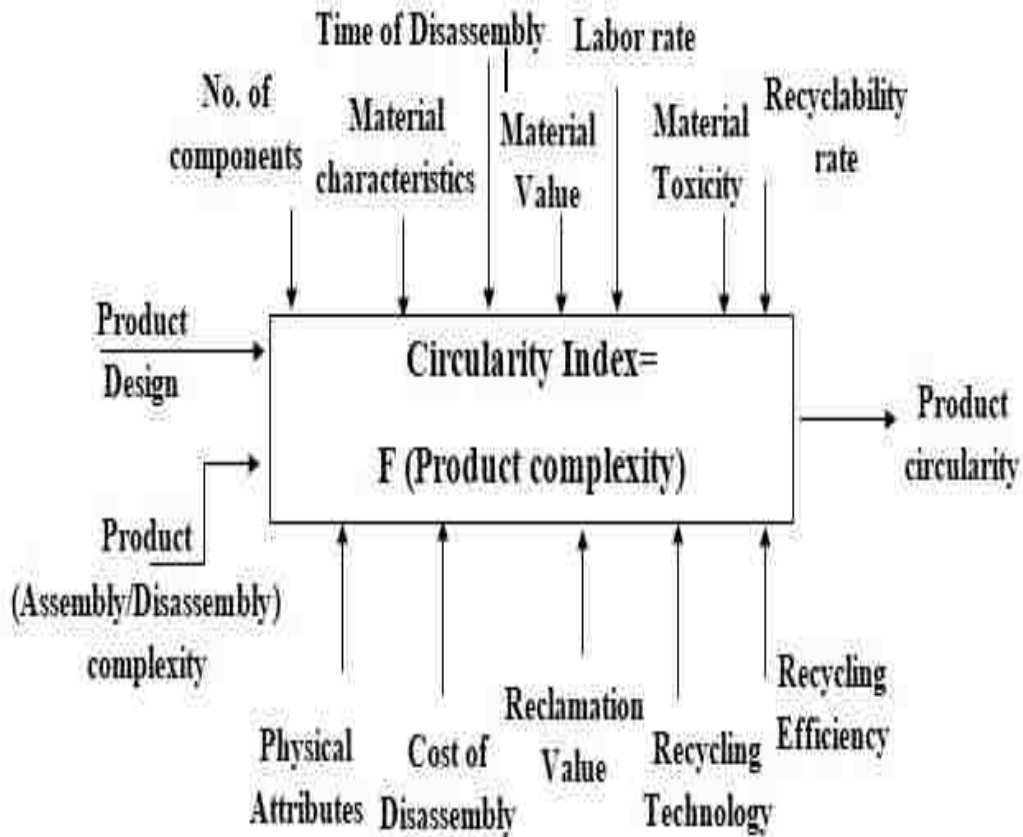 Time of Disassembly
Labor rate
No. of
components
Material
characteristics
Material
Value
Material
Toxicity
Recyclability
rate
Product
Design
Circularity Index=
F (Product complexity)
Product
circularity
Product
(Assembly/Disassembly)
complexity
Physical
Attributes
Cost of
Disassembly
Reclamation
Value
Recycling
Technology
Recycling
Efficiency